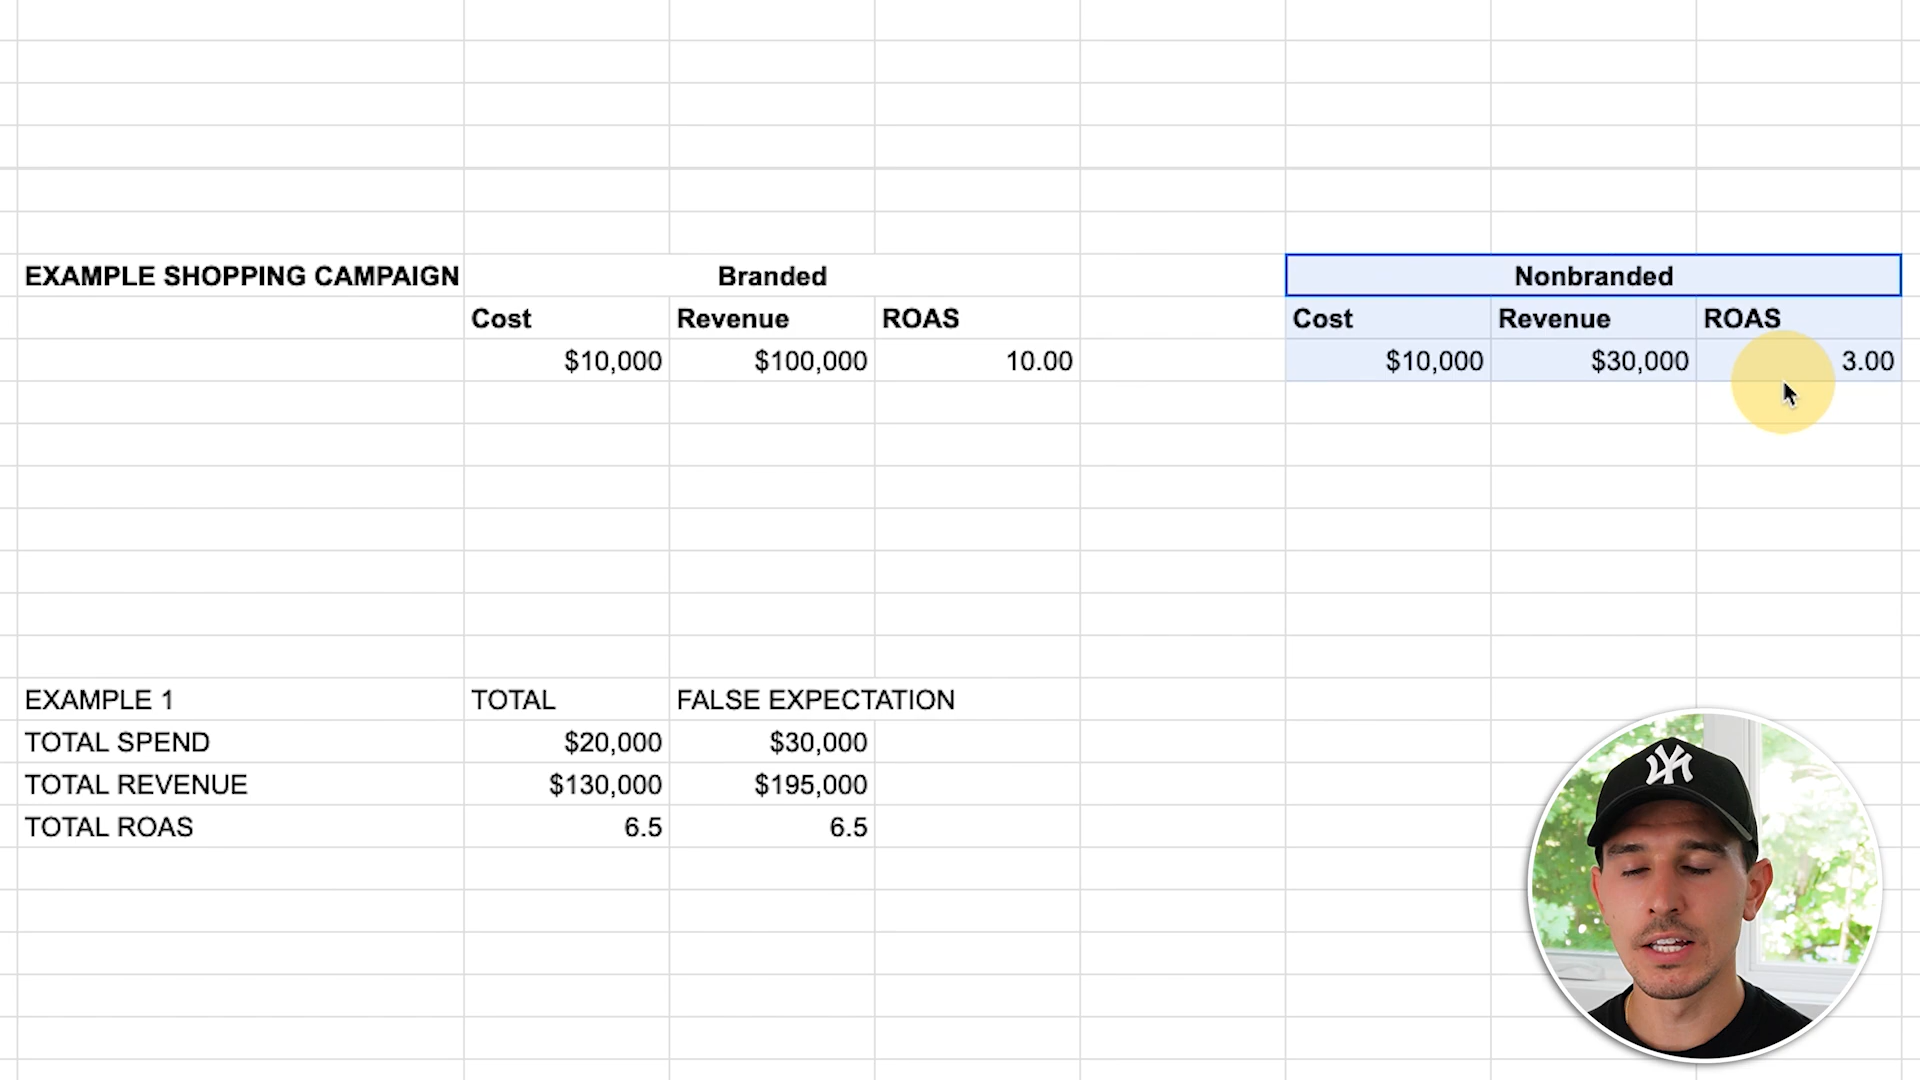 EXAMPLE SHOPPING CAMPAIGN Branded Nonbranded
Cost Revenue ROAS Cost Revenue ROAS
$10,000 $100,000 10.00 $10,000 $30,000 3.00
EXAMPLE 1 TOTAL FALSE EXPECTATION
TOTAL SPEND $20,000 $30,000
TOTAL REVENUE $130,000 $195,000
TOTAL ROAS 6.5 6.5